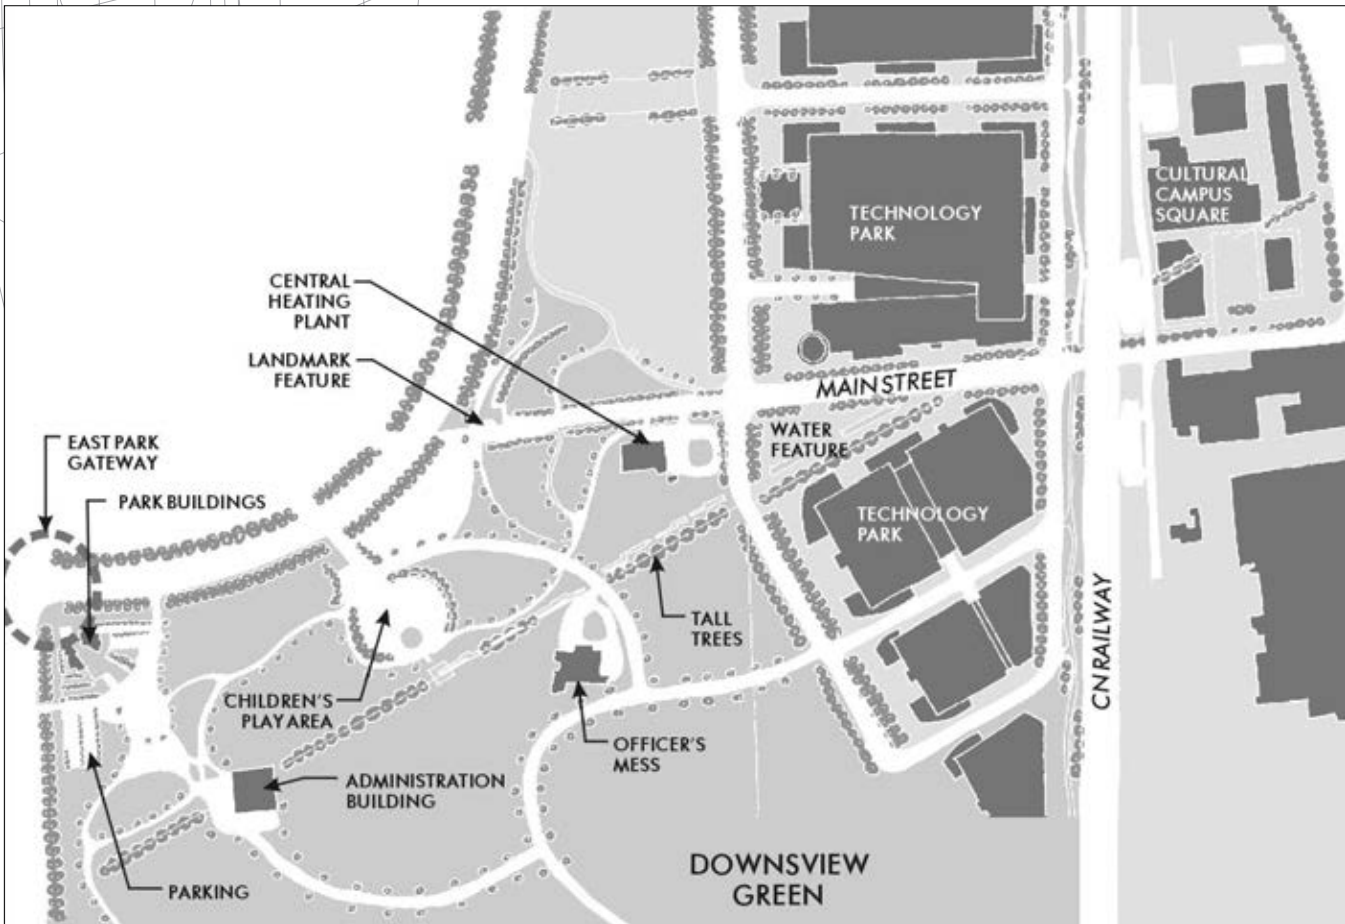 CULTURAL
CAMPUS
SQUARE
TECHNOLOGY
PARK
CENTRAL
HEATING
PLANT
LANDMARK
FEATURE
MAIN STREET
EAST PARK
GATEWAY
WATER
FEATURE
PARK BUILDINGS
TECHNOLOGY
PARK
CN RAILWAY
TALL
TREES
CHILDREN'S
PLAY AREA
OFFICER'S
MESS
ADMINISTRATION
BUILDING
DOWNSVIEW
GREEN
PARKING